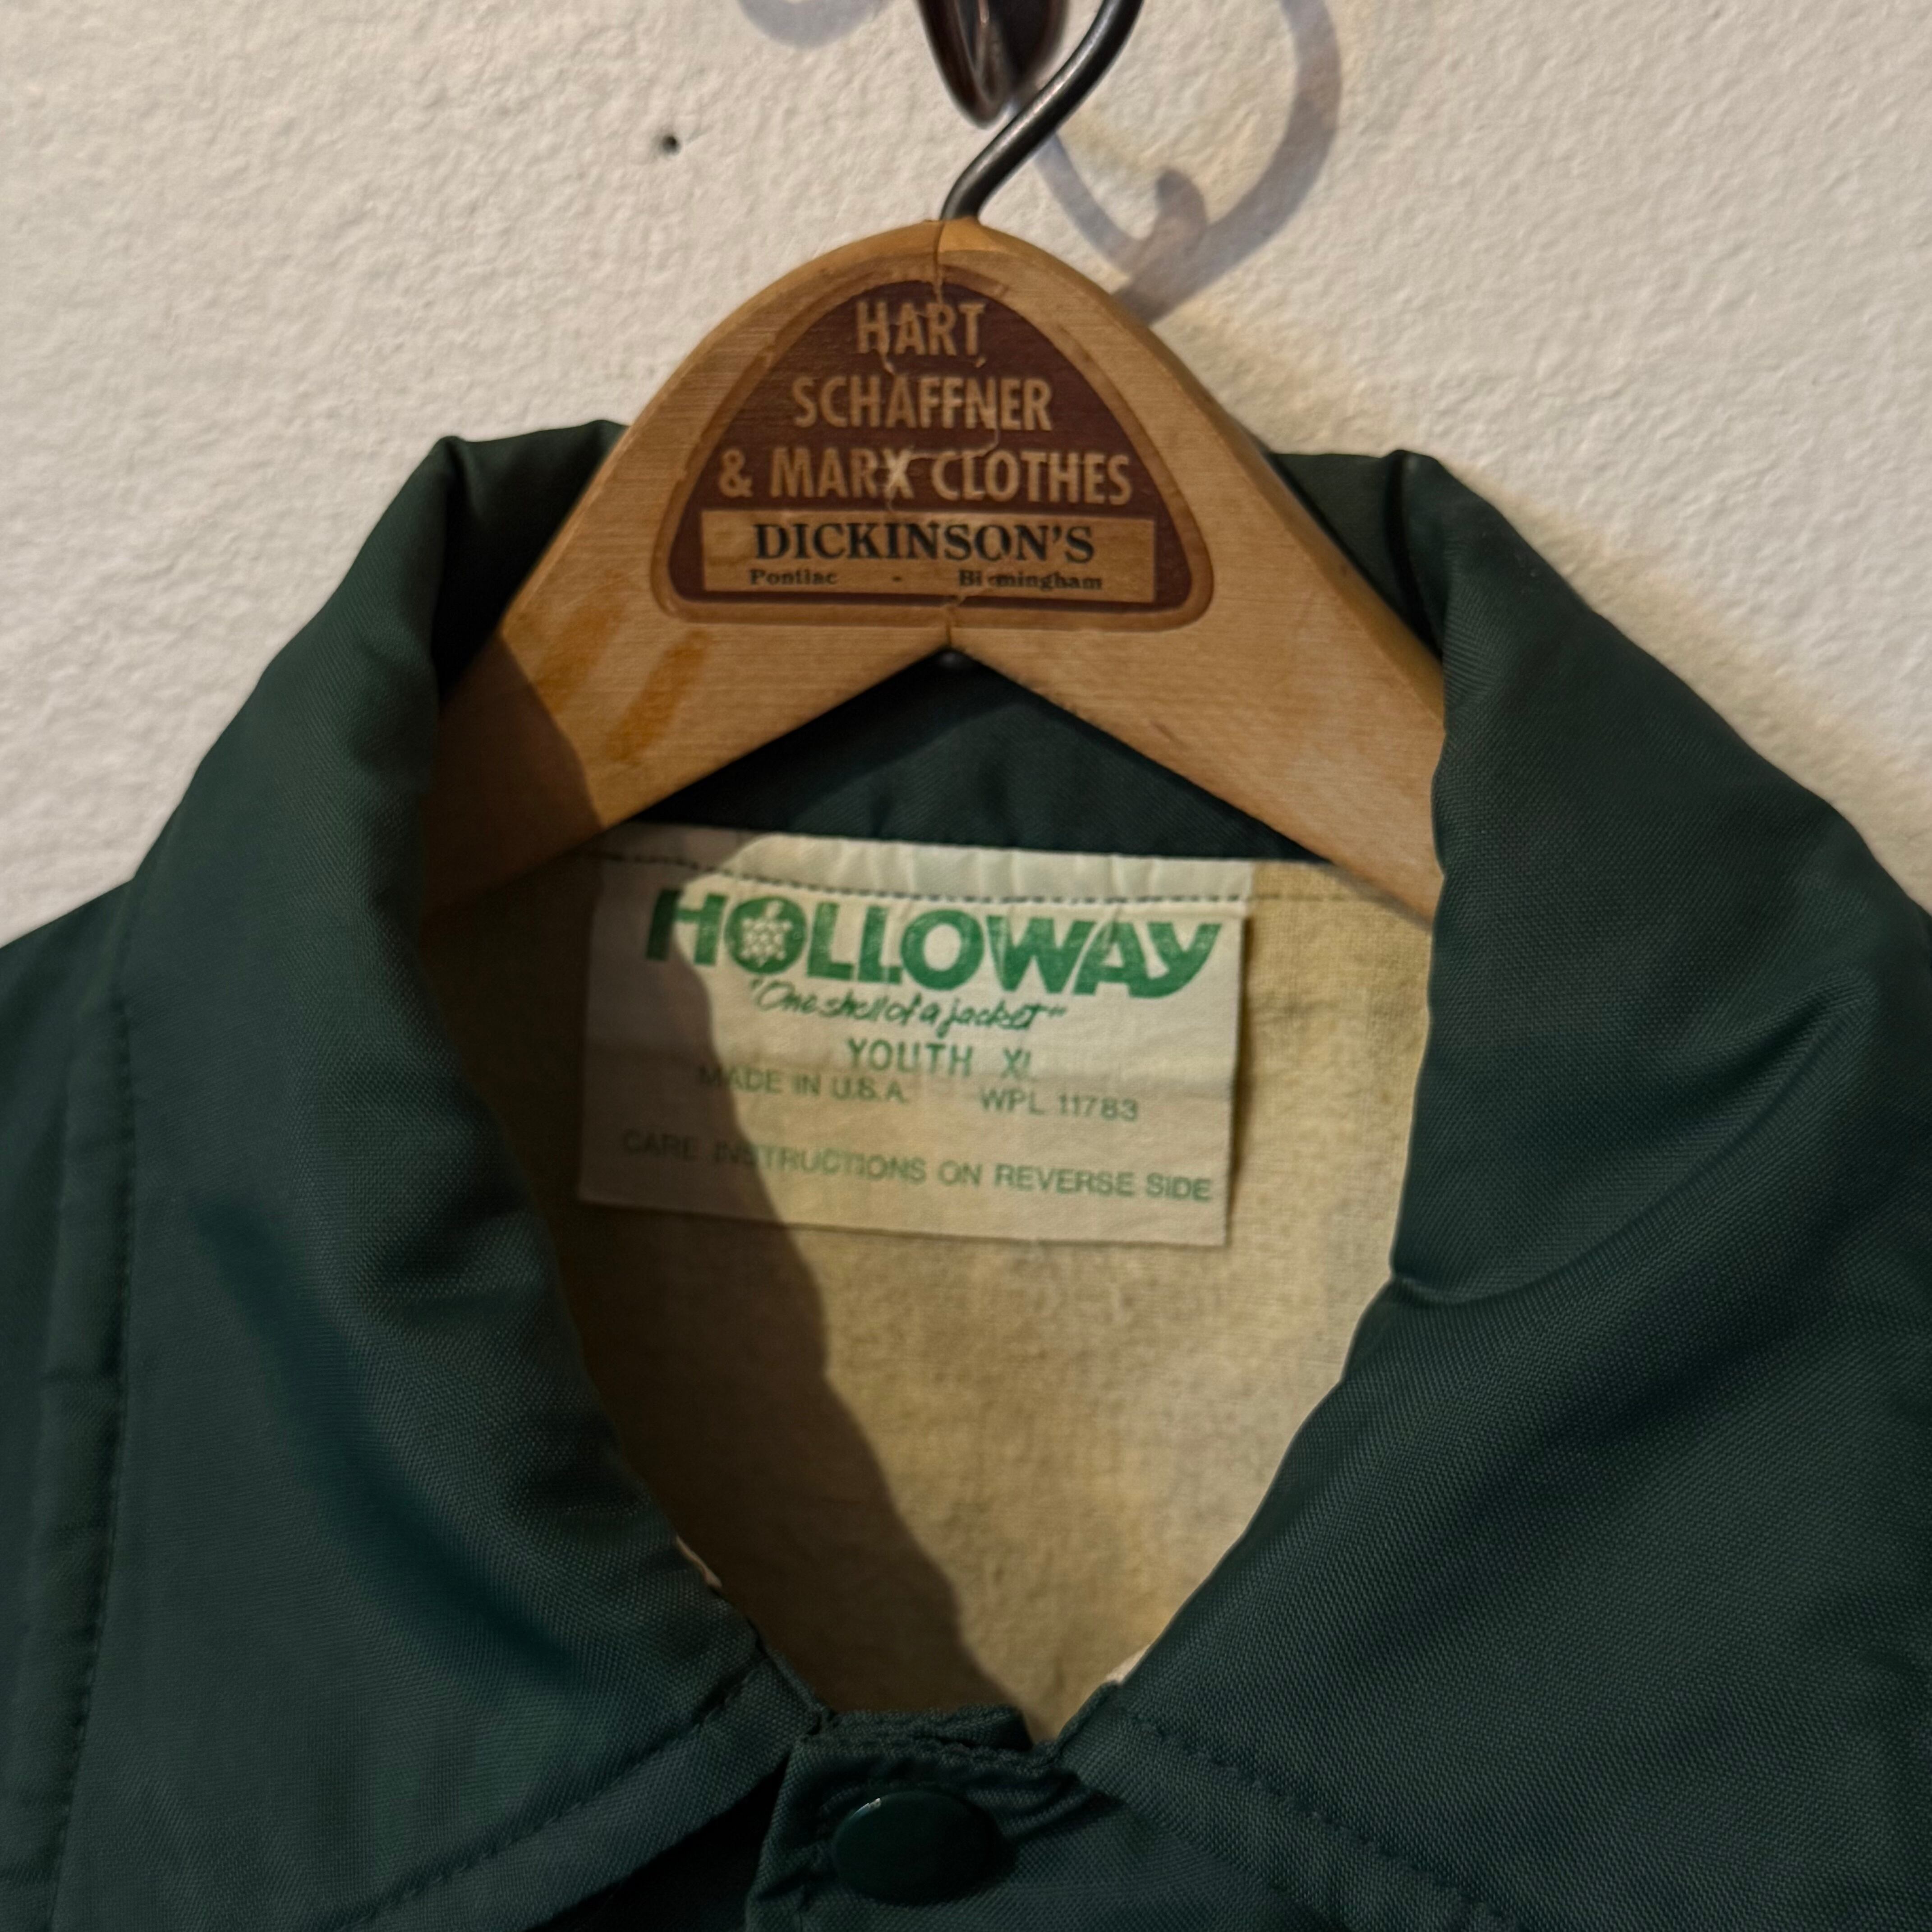 HART
SCHAFFNER
& MARX CLOTHES
DICKINSON'S
Pontiac - Birmingham
HOLLOWAY
"One shell of a jacket"
YOUTH XL
MADE IN U.S.A. WPL 11783
CARE INSTRUCTIONS ON REVERSE SIDE